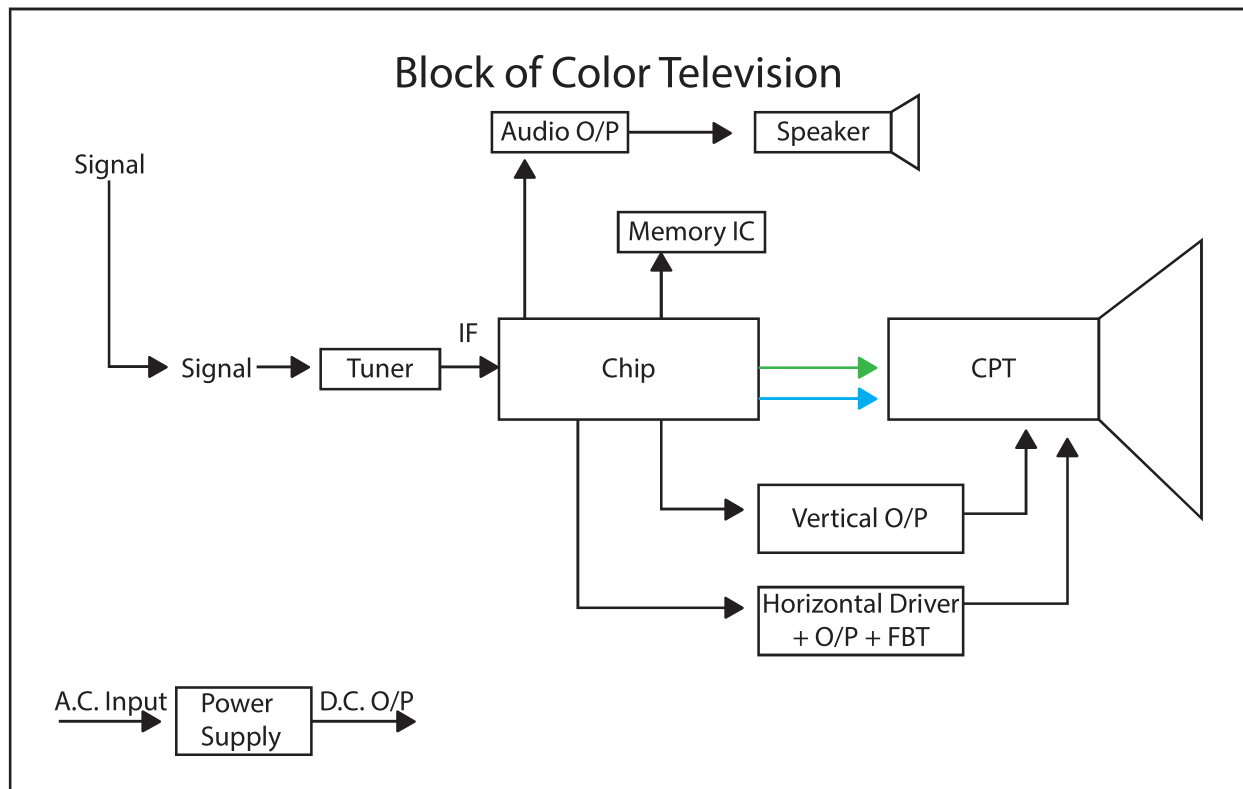 Block of Color Television
Audio O/P
Speaker
Signal
Memory IC
IF
Signal
Tuner
Chip
CPT
Vertical O/P
Horizontal Driver
+ O/P + FBT
A.C. Input
Power
Supply
D.C. O/P